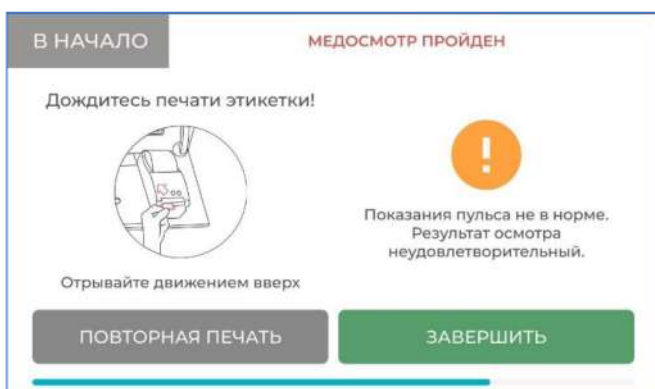 В НАЧАЛО
МЕДОСМОТР ПРОЙДЕН
Дождитесь печати этикетки!
Отрывайте движением вверх
Показания пульса не в норме.
Результат осмотра
неудовлетворительный.
ПОВТОРНАЯ ПЕЧАТЬ
ЗАВЕРШИТЬ